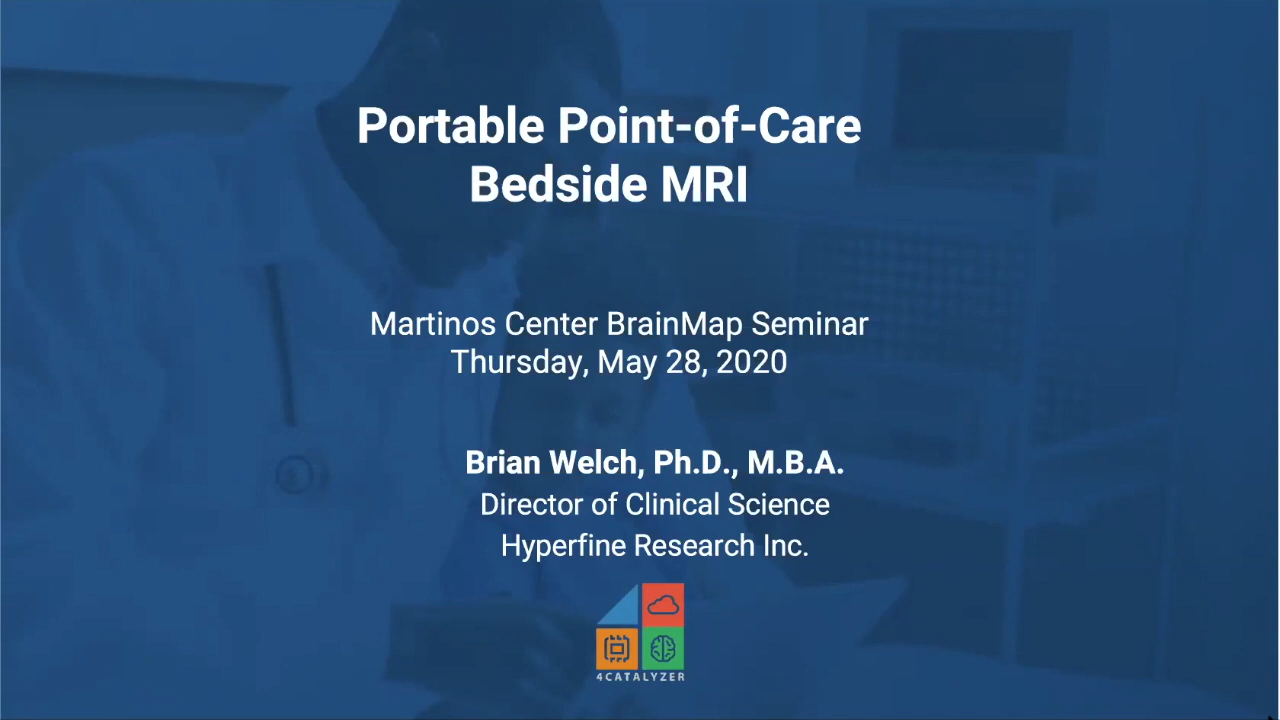 Portable Point-of-Care
Bedside MRI
Martinos Center BrainMap Seminar
Thursday, May 28, 2020
Brian Welch, Ph.D., M.B.A.
Director of Clinical Science
Hyperfine Research Inc.
4CATALYZER